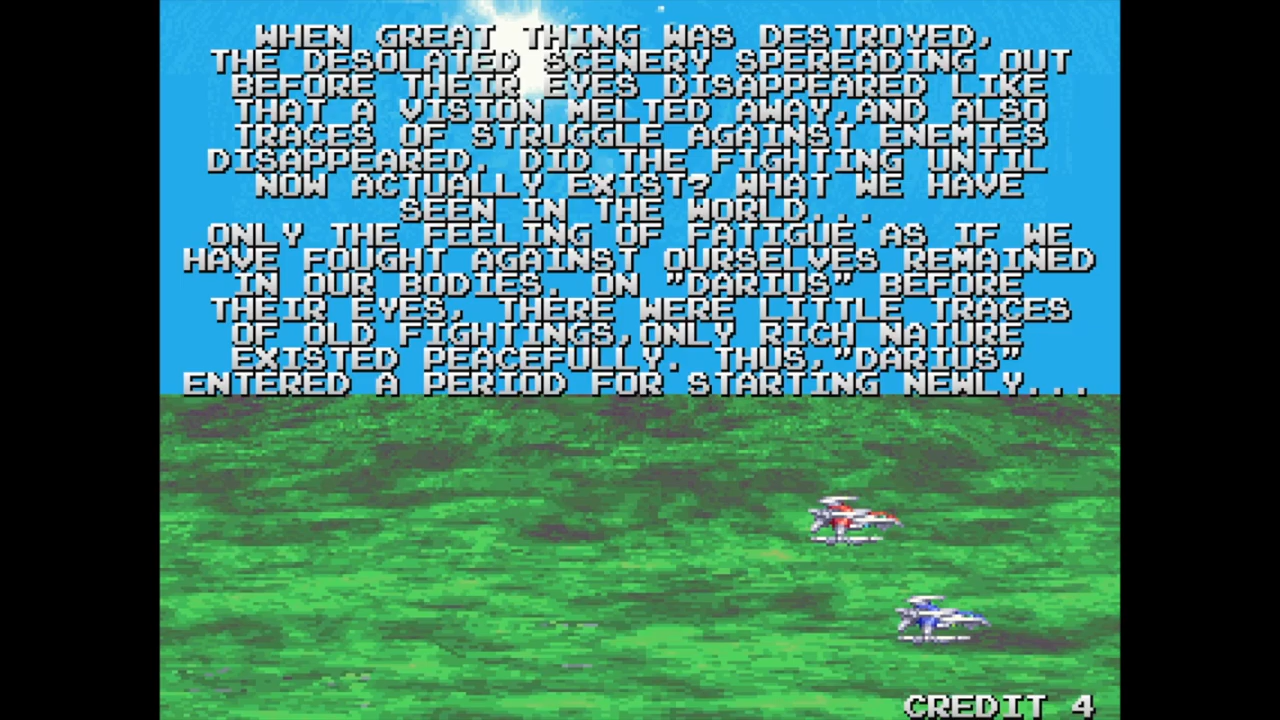 WHEN GREAT THING WAS DESTROYED,
THE DESOLATED SCENERY SPEREADING OUT
BEFORE THEIR EYES DISAPPEARED LIKE
THAT A VISION MELTED AWAY,AND ALSO
TRACES OF STRUGGLE AGAINST ENEMIES
DISAPPEARED. DID THE FIGHTING UNTIL
NOW ACTUALLY EXIST? WHAT WE HAVE
SEEN IN THE WORLD...
ONLY THE FEELING OF FATIGUE AS IF WE
HAVE FOUGHT AGAINST OURSELVES REMAINED
IN OUR BODIES. ON "DARIUS" BEFORE
THEIR EYES, THERE WERE LITTLE TRACES
OF OLD FIGHTINGS,ONLY RICH NATURE
EXISTED PEACEFULLY. THUS,"DARIUS"
ENTERED A PERIOD FOR STARTING NEWLY...
CREDIT 4